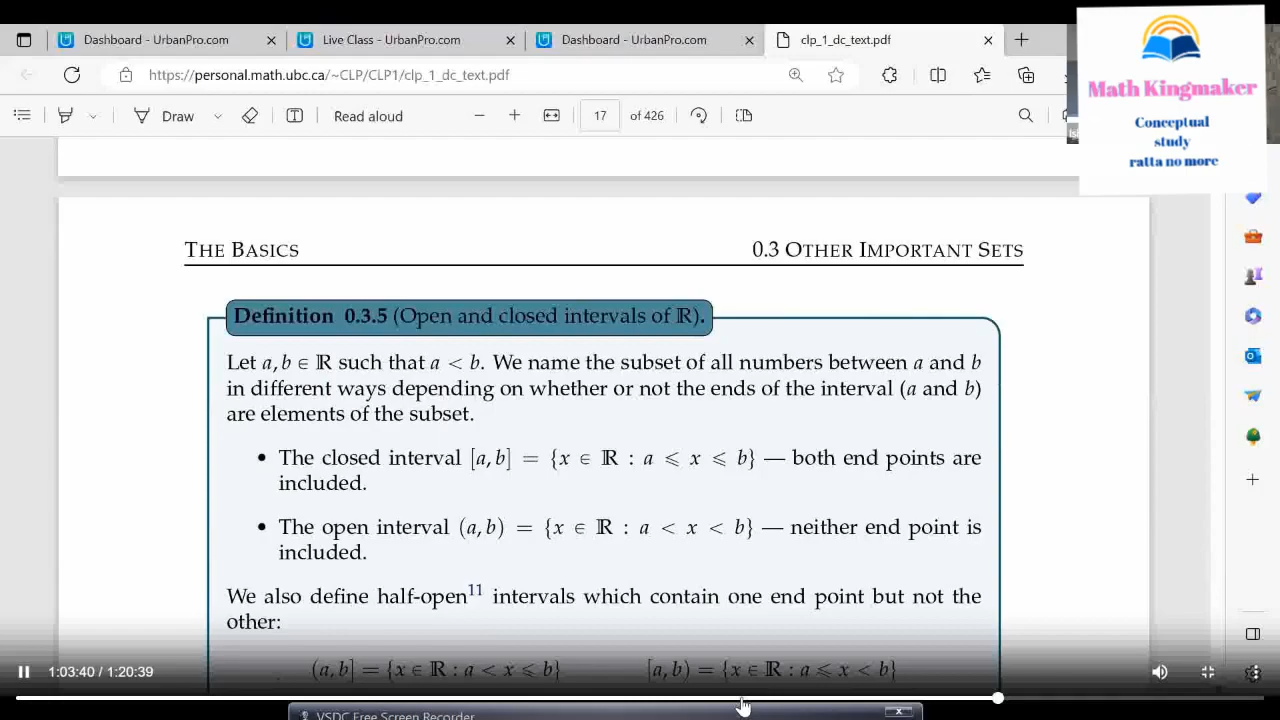 Dashboard - UrbanPro.com
Live Class - UrbanPro.com
Dashboard - UrbanPro.com
clp_1_dc_text.pdf
https://personal.math.ubc.ca/~CLP/CLP1/clp_1_dc_text.pdf
Draw
Read aloud
17 of 426
Math Kingmaker
Conceptual
study
ratta no more
THE BASICS
0.3 OTHER IMPORTANT SETS
Definition 0.3.5 (Open and closed intervals of ℝ).
Let a, b ∈ ℝ such that a < b. We name the subset of all numbers between a and b
in different ways depending on whether or not the ends of the interval (a and b)
are elements of the subset.
• The closed interval [a, b] = {x ∈ ℝ : a ⩽ x ⩽ b} — both end points are
included.
• The open interval (a, b) = {x ∈ ℝ : a < x < b} — neither end point is
included.
We also define half-open¹¹ intervals which contain one end point but not the
other:
(a, b] = {x ∈ ℝ : a < x ⩽ b} [a, b) = {x ∈ ℝ : a ⩽ x < b}
1:03:40 / 1:20:39
VSDC Free Screen Recorder